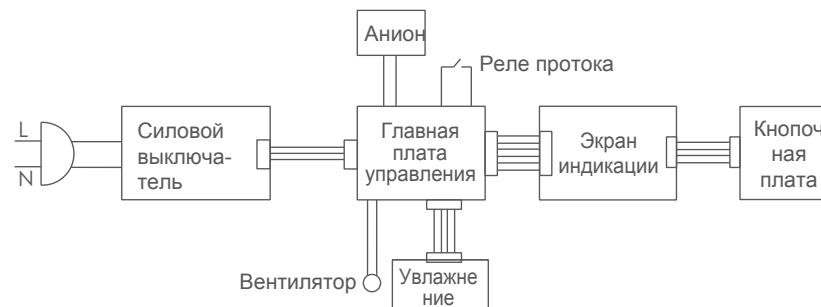 Анион
Реле протока
L
N
Силовой
выключа-
тель
Главная
плата
управления
Экран
индикации
Кнопоч
ная
плата
Вентилятор
Увлажне
ние